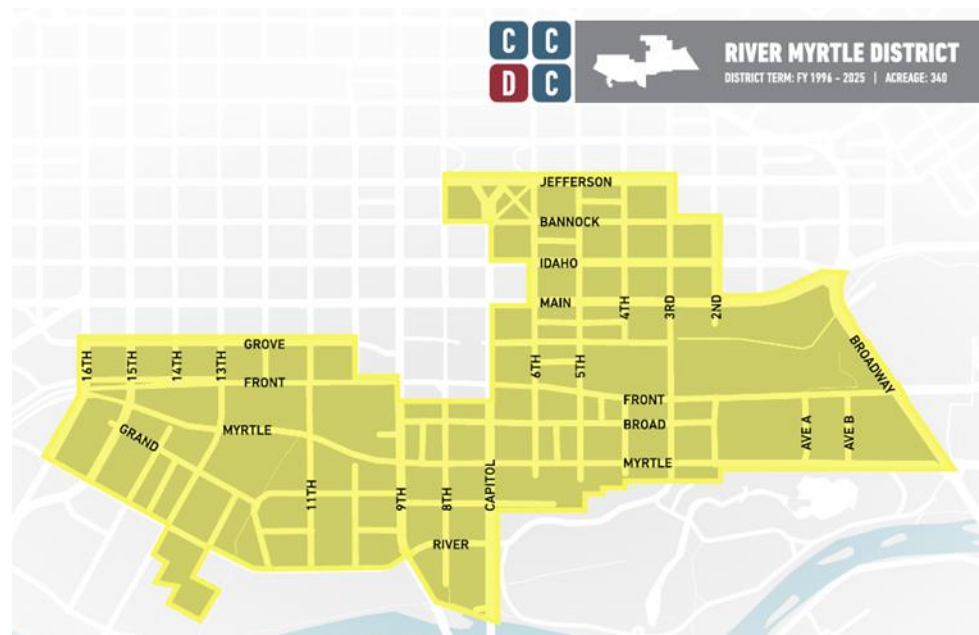 C C
D C
RIVER MYRTLE DISTRICT
DISTRICT TERM: FY 1996 - 2025 | ACREAGE: 340
JEFFERSON
BANNOCK
IDAHO
MAIN
4TH
3RD
2ND
GROVE
16TH
15TH
14TH
13TH
6TH
5TH
BROADWAY
FRONT
FRONT
BROAD
GRAND
MYRTLE
AVE A
AVE B
MYRTLE
11TH
9TH
8TH
CAPITOL
RIVER